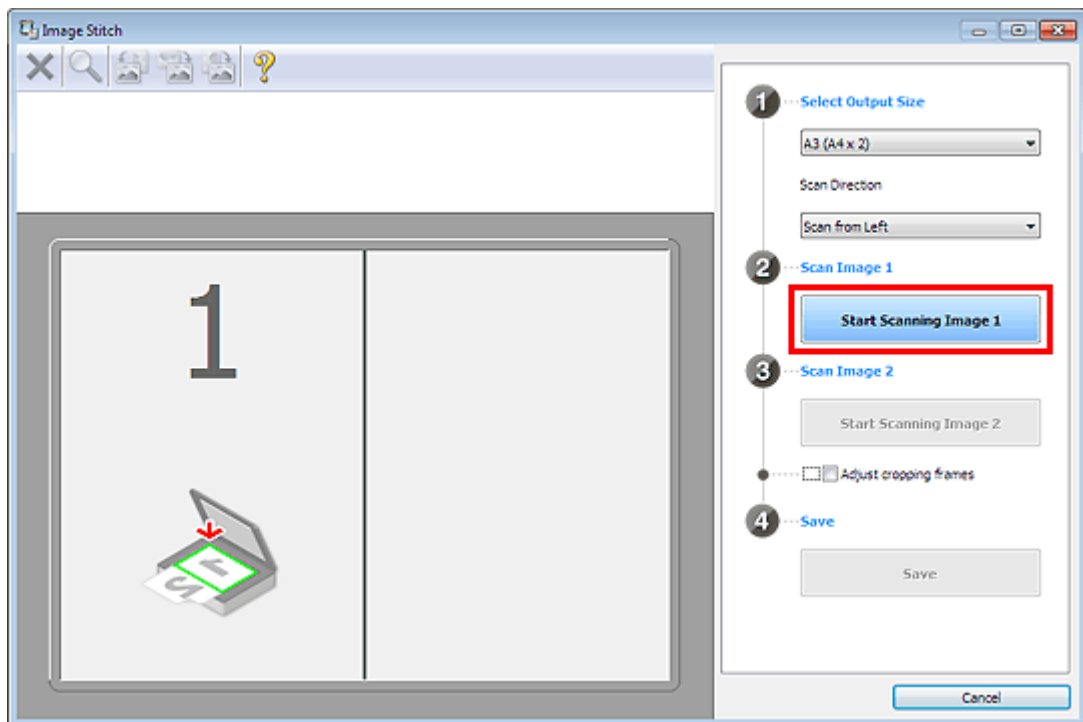 Image Stitch
1
Select Output Size
A3 (A4 x 2)
Scan Direction
Scan from Left
2
Scan Image 1
Start Scanning Image 1
3
Scan Image 2
Start Scanning Image 2
Adjust cropping frames
4
Save
Save
Cancel
1
1
2
?